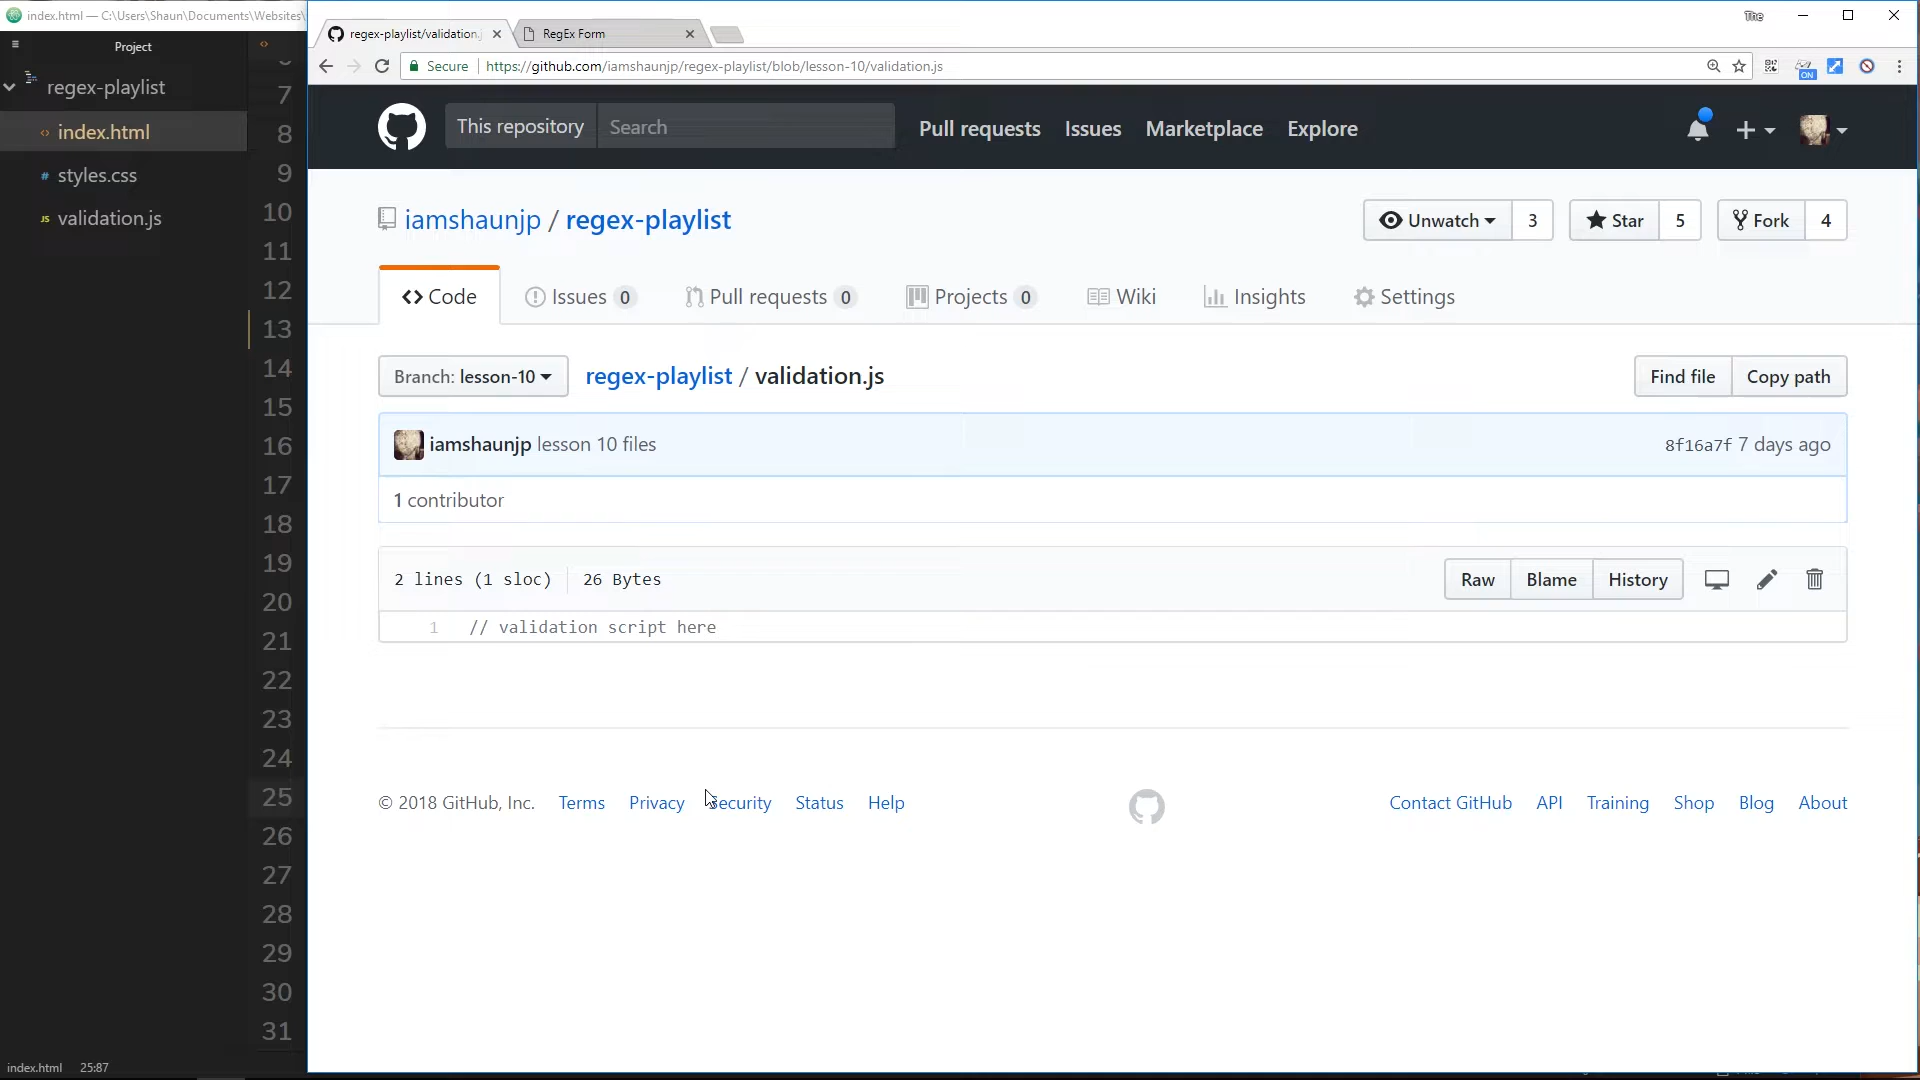 index.html — C:\Users\Shaun\Documents\Websites\
Project
regex-playlist
index.html
# styles.css
JS validation.js
7
8
9
10
11
12
13
14
15
16
17
18
19
20
21
22
23
24
25
26
27
28
29
30
31
index.html 25:87
The
regex-playlist/validation.
RegEx Form
Secure https://github.com/iamshaunjp/regex-playlist/blob/lesson-10/validation.js
ON
This repository Search Pull requests Issues Marketplace Explore
iamshaunjp / regex-playlist
Unwatch 3 Star 5 Fork 4
<> Code Issues 0 Pull requests 0 Projects 0 Wiki Insights Settings
Branch: lesson-10 regex-playlist / validation.js Find file Copy path
iamshaunjp lesson 10 files 8f16a7f 7 days ago
1 contributor
2 lines (1 sloc) 26 Bytes Raw Blame History
1 // validation script here
© 2018 GitHub, Inc. Terms Privacy Security Status Help Contact GitHub API Training Shop Blog About